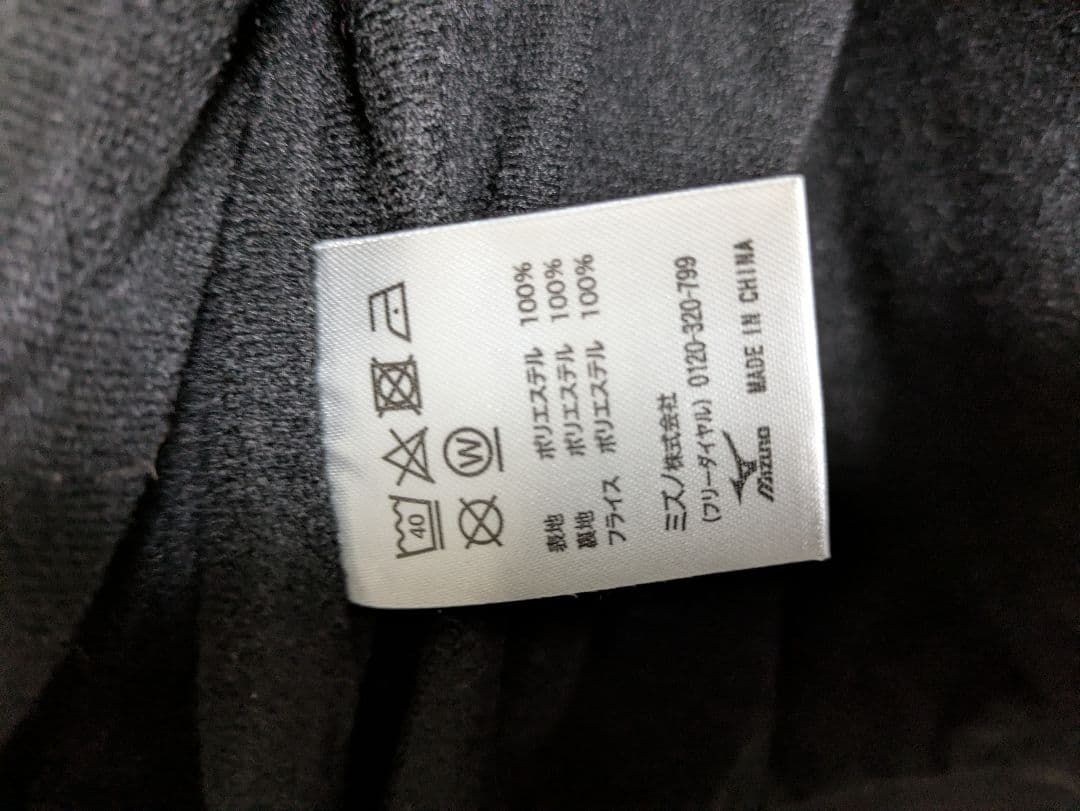 40
W
表地 ポリエステル 100%
裏地 ポリエステル 100%
フライス ポリエステル 100%
ミズノ株式会社
(フリーダイヤル) 0120-320-799
Mizuno MADE IN CHINA